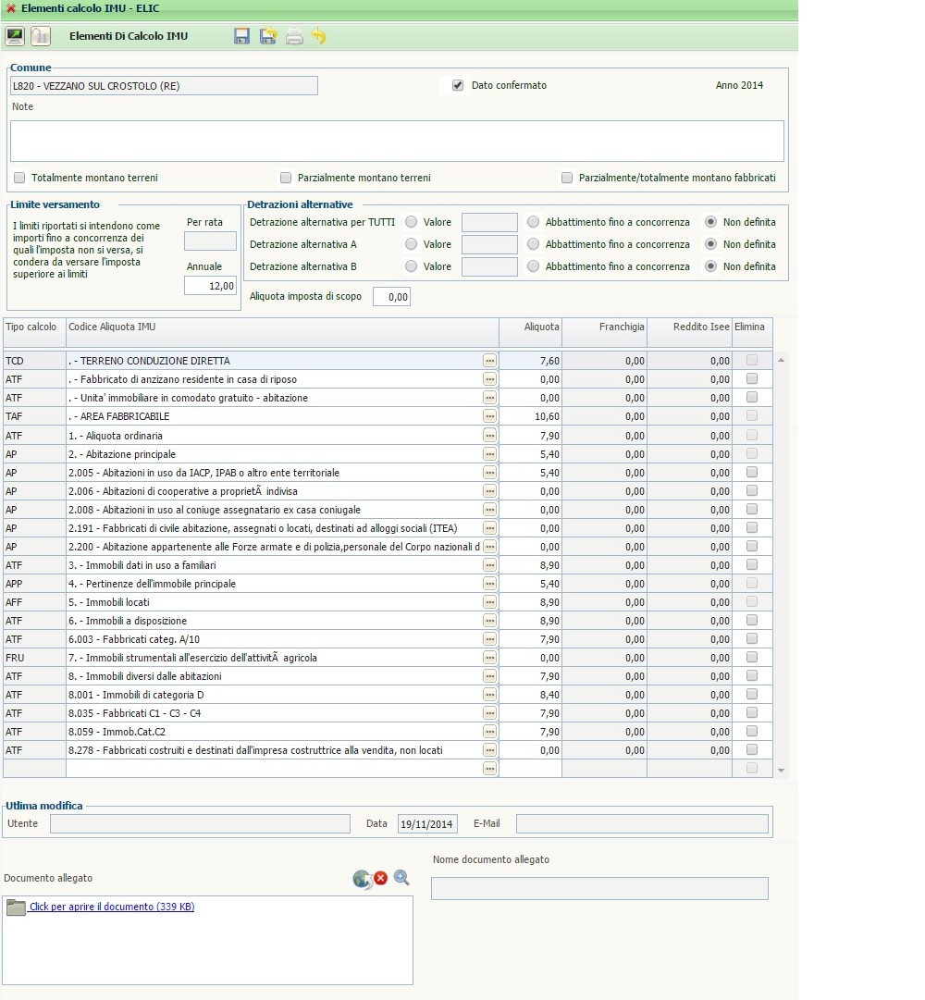 Elementi calcolo IMU - ELIC
Elementi Di Calcolo IMU
Comune
L820 - VEZZANO SUL CROSTOLO (RE)
Dato confermato
Anno 2014
Note
Totalmente montano terreni
Parzialmente montano terreni
Parzialmente/totalmente montano fabbricati
Limite versamento
I limiti riportati si intendono come
importi fino a concorrenza dei
quali l'imposta non si versa, si
condera da versare l'imposta
superiore ai limiti
Per rata
Annuale
12,00
Detrazioni alternative
Detrazione alternativa per TUTTI Valore Abbattimento fino a concorrenza Non definita
Detrazione alternativa A Valore Abbattimento fino a concorrenza Non definita
Detrazione alternativa B Valore Abbattimento fino a concorrenza Non definita
Aliquota imposta di scopo 0,00
Tipo calcolo Codice Aliquota IMU Aliquota Franchigia Reddito Isee Elimina
TCD . - TERRENO CONDUZIONE DIRETTA 7,60 0,00 0,00
ATF . - Fabbricato di anzizano residente in casa di riposo 0,00 0,00 0,00
ATF . - Unita' immobiliare in comodato gratuito - abitazione 0,00 0,00 0,00
TAF . - AREA FABBRICABILE 10,60 0,00 0,00
ATF 1. - Aliquota ordinaria 7,90 0,00 0,00
AP 2. - Abitazione principale 5,40 0,00 0,00
AP 2.005 - Abitazioni in uso da IACP, IPAB o altro ente territoriale 5,40 0,00 0,00
AP 2.006 - Abitazioni di cooperative a proprietÃ indivisa 0,00 0,00 0,00
AP 2.008 - Abitazioni in uso al coniuge assegnatario ex casa coniugale 0,00 0,00 0,00
AP 2.191 - Fabbricati di civile abitazione, assegnati o locati, destinati ad alloggi sociali (ITEA) 0,00 0,00 0,00
AP 2.200 - Abitazione appartenente alle Forze armate e di polizia,personale del Corpo nazionali d 0,00 0,00 0,00
ATF 3. - Immobili dati in uso a familiari 8,90 0,00 0,00
APP 4. - Pertinenze dell'immobile principale 5,40 0,00 0,00
AFF 5. - Immobili locati 8,90 0,00 0,00
ATF 6. - Immobili a disposizione 8,90 0,00 0,00
ATF 6.003 - Fabbricati categ. A/10 7,90 0,00 0,00
FRU 7. - Immobili strumentali all'esercizio dell'attivitÃ agricola 0,00 0,00 0,00
ATF 8. - Immobili diversi dalle abitazioni 7,90 0,00 0,00
ATF 8.001 - Immobili di categoria D 8,40 0,00 0,00
ATF 8.035 - Fabbricati C1 - C3 - C4 7,90 0,00 0,00
ATF 8.059 - Immob.Cat.C2 7,90 0,00 0,00
ATF 8.278 - Fabbricati costruiti e destinati dall'impresa costruttrice alla vendita, non locati 0,00 0,00 0,00
Utlima modifica
Utente
Data 19/11/2014
E-Mail
Documento allegato
Nome documento allegato
Click per aprire il documento (339 KB)